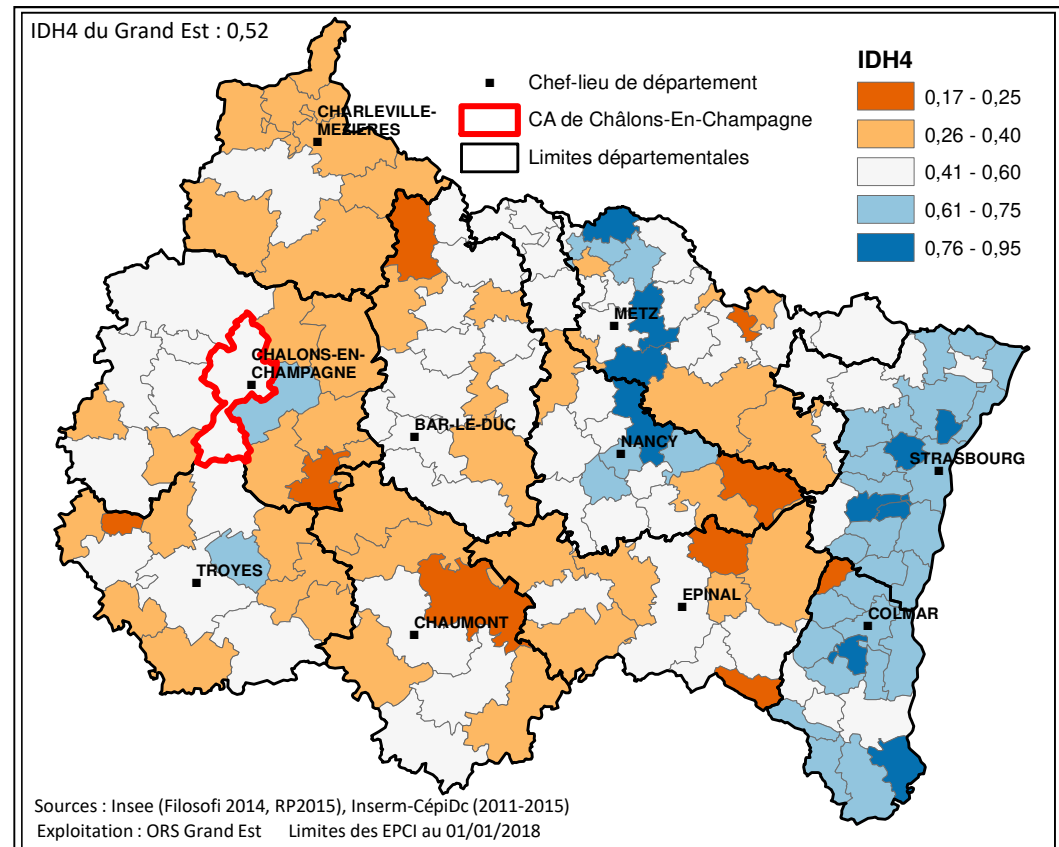 IDH4 du Grand Est : 0,52
IDH4
Chef-lieu de département
CA de Châlons-En-Champagne
Limites départementales
0,17 - 0,25
0,26 - 0,40
0,41 - 0,60
0,61 - 0,75
0,76 - 0,95
CHARLEVILLE-
MEZIERES
METZ
CHALONS-EN-
CHAMPAGNE
BAR-LE-DUC
NANCY
STRASBOURG
TROYES
EPINAL
COLMAR
CHAUMONT
Sources : Insee (Filosofi 2014, RP2015), Inserm-CépiDc (2011-2015)
Exploitation : ORS Grand Est Limites des EPCI au 01/01/2018